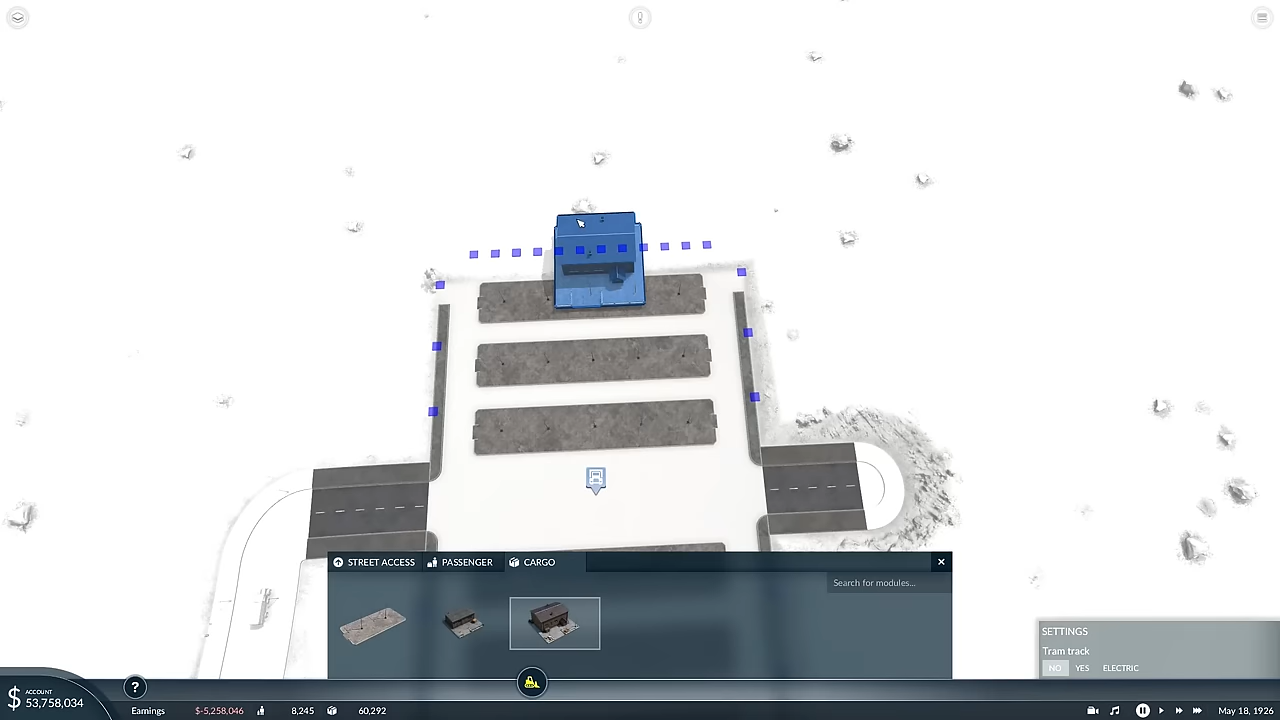 STREET ACCESS
PASSENGER
CARGO
Search for modules...
SETTINGS
Tram track
NO YES ELECTRIC
$ ACCOUNT
53,758,034
?
Earnings $-5,258,046 8,245 60,292
May 18, 1926